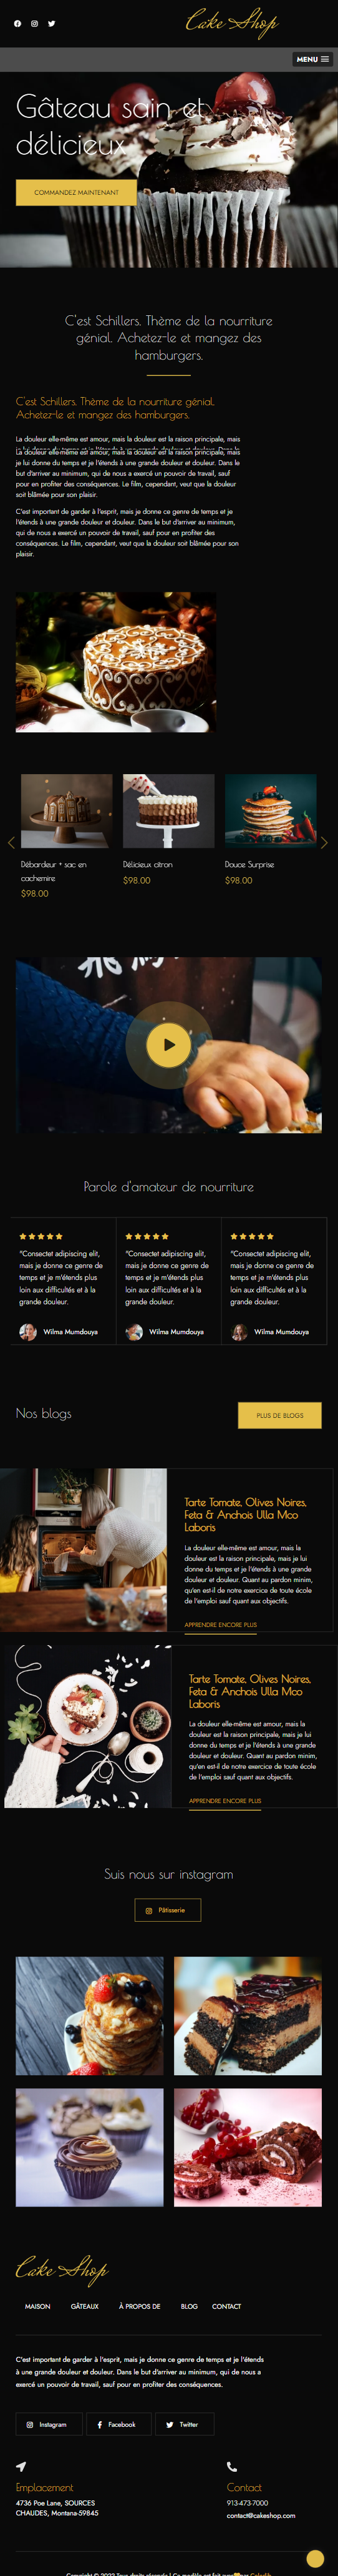 Cake Shop
MENU
Gâteau sain et
délicieux
COMMANDEZ MAINTENANT
C'est Schillers. Thème de la nourriture
génial. Achetez-le et mangez des
hamburgers.
C'est Schillers. Thème de la nourriture génial.
Achetez-le et mangez des hamburgers.
La douleur elle-même est amour, mais la douleur est la raison principale, mais
La douleur elle-même est amour, mais la douleur est la raison principale, mais
je lui donne du temps et je l'étends à une grande douleur et douleur. Dans le
but d'arriver au minimum, qui de nous a exercé un pouvoir de travail, sauf
pour en profiter des conséquences. Le film, cependant, veut que la douleur
soit blâmée pour son plaisir.
C'est important de garder à l'esprit, mais je donne ce genre de temps et je
l'étends à une grande douleur et douleur. Dans le but d'arriver au minimum,
qui de nous a exercé un pouvoir de travail, sauf pour en profiter des
conséquences. Le film, cependant, veut que la douleur soit blâmée pour son
plaisir.
Débardeur + sac en
cachemire
$98.00
Délicieux citron
$98.00
Douce Surprise
$98.00
Parole d'amateur de nourriture
"Consectet adipiscing elit,
mais je donne ce genre de
temps et je m'étends plus
loin aux difficultés et à la
grande douleur.
Wilma Mumdouya
"Consectet adipiscing elit,
mais je donne ce genre de
temps et je m'étends plus
loin aux difficultés et à la
grande douleur.
Wilma Mumdouya
"Consectet adipiscing elit,
mais je donne ce genre de
temps et je m'étends plus
loin aux difficultés et à la
grande douleur.
Wilma Mumdouya
Nos blogs
PLUS DE BLOGS
Tarte Tomate, Olives Noires,
Feta & Anchois Ulla Mco
Laboris
La douleur elle-même est amour, mais la
douleur est la raison principale, mais je lui
donne du temps et je l'étends à une grande
douleur et douleur. Quant au pardon minim,
qu'en est-il de notre exercice de toute école
de l'emploi sauf quant aux objectifs.
APPRENDRE ENCORE PLUS
Tarte Tomate, Olives Noires,
Feta & Anchois Ulla Mco
Laboris
La douleur elle-même est amour, mais la
douleur est la raison principale, mais je lui
donne du temps et je l'étends à une grande
douleur et douleur. Quant au pardon minim,
qu'en est-il de notre exercice de toute école
de l'emploi sauf quant aux objectifs.
APPRENDRE ENCORE PLUS
Suis nous sur instagram
Pâtisserie
Cake Shop
MAISON
GÂTEAUX
À PROPOS DE
BLOG
CONTACT
C'est important de garder à l'esprit, mais je donne ce genre de temps et je l'étends
à une grande douleur et douleur. Dans le but d'arriver au minimum, qui de nous a
exercé un pouvoir de travail, sauf pour en profiter des conséquences.
Instagram
Facebook
Twitter
Emplacement
4736 Poe Lane, SOURCES
CHAUDES, Montana-59845
Contact
913-473-7000
contact@cakeshop.com